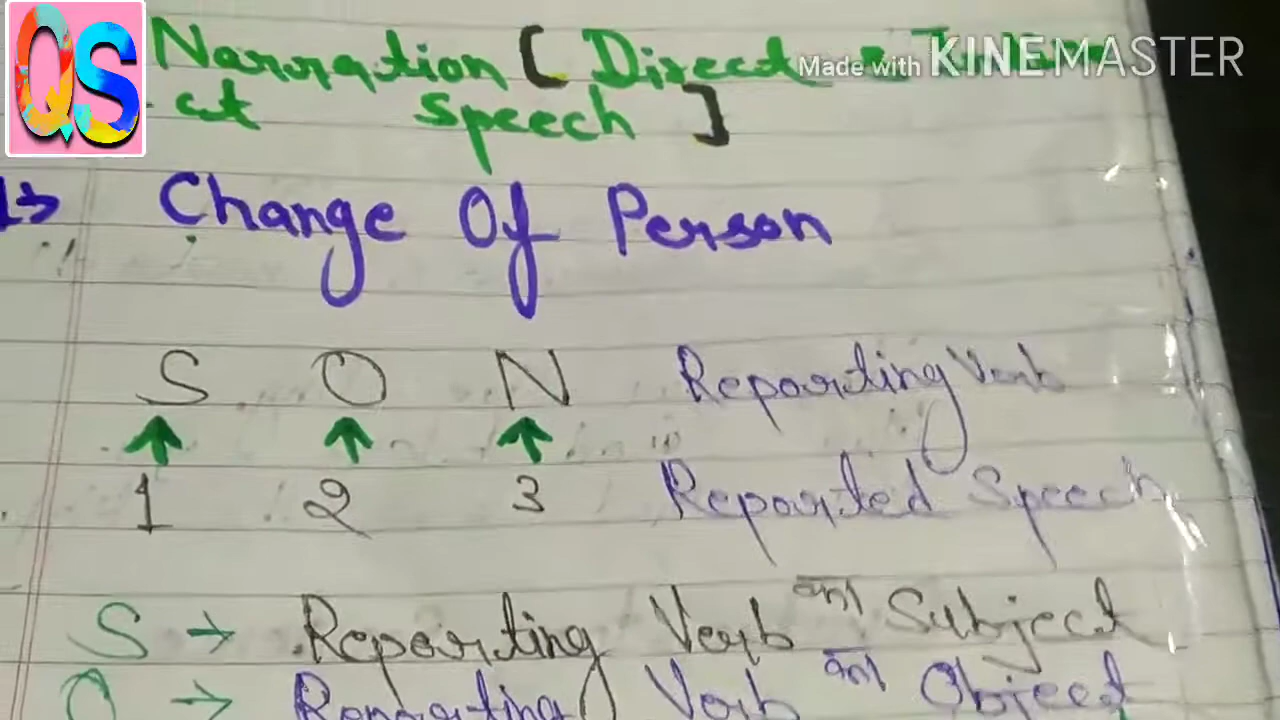 QS
Narration [ Direct
Made with KINEMASTER
-ct speech ]
1→ Change Of Person
S O N Reporting Verb
↑ ↑ ↑
1 2 3 Reported Speech
S → Reporting Verb का Subject
O → Reporting Verb का Object